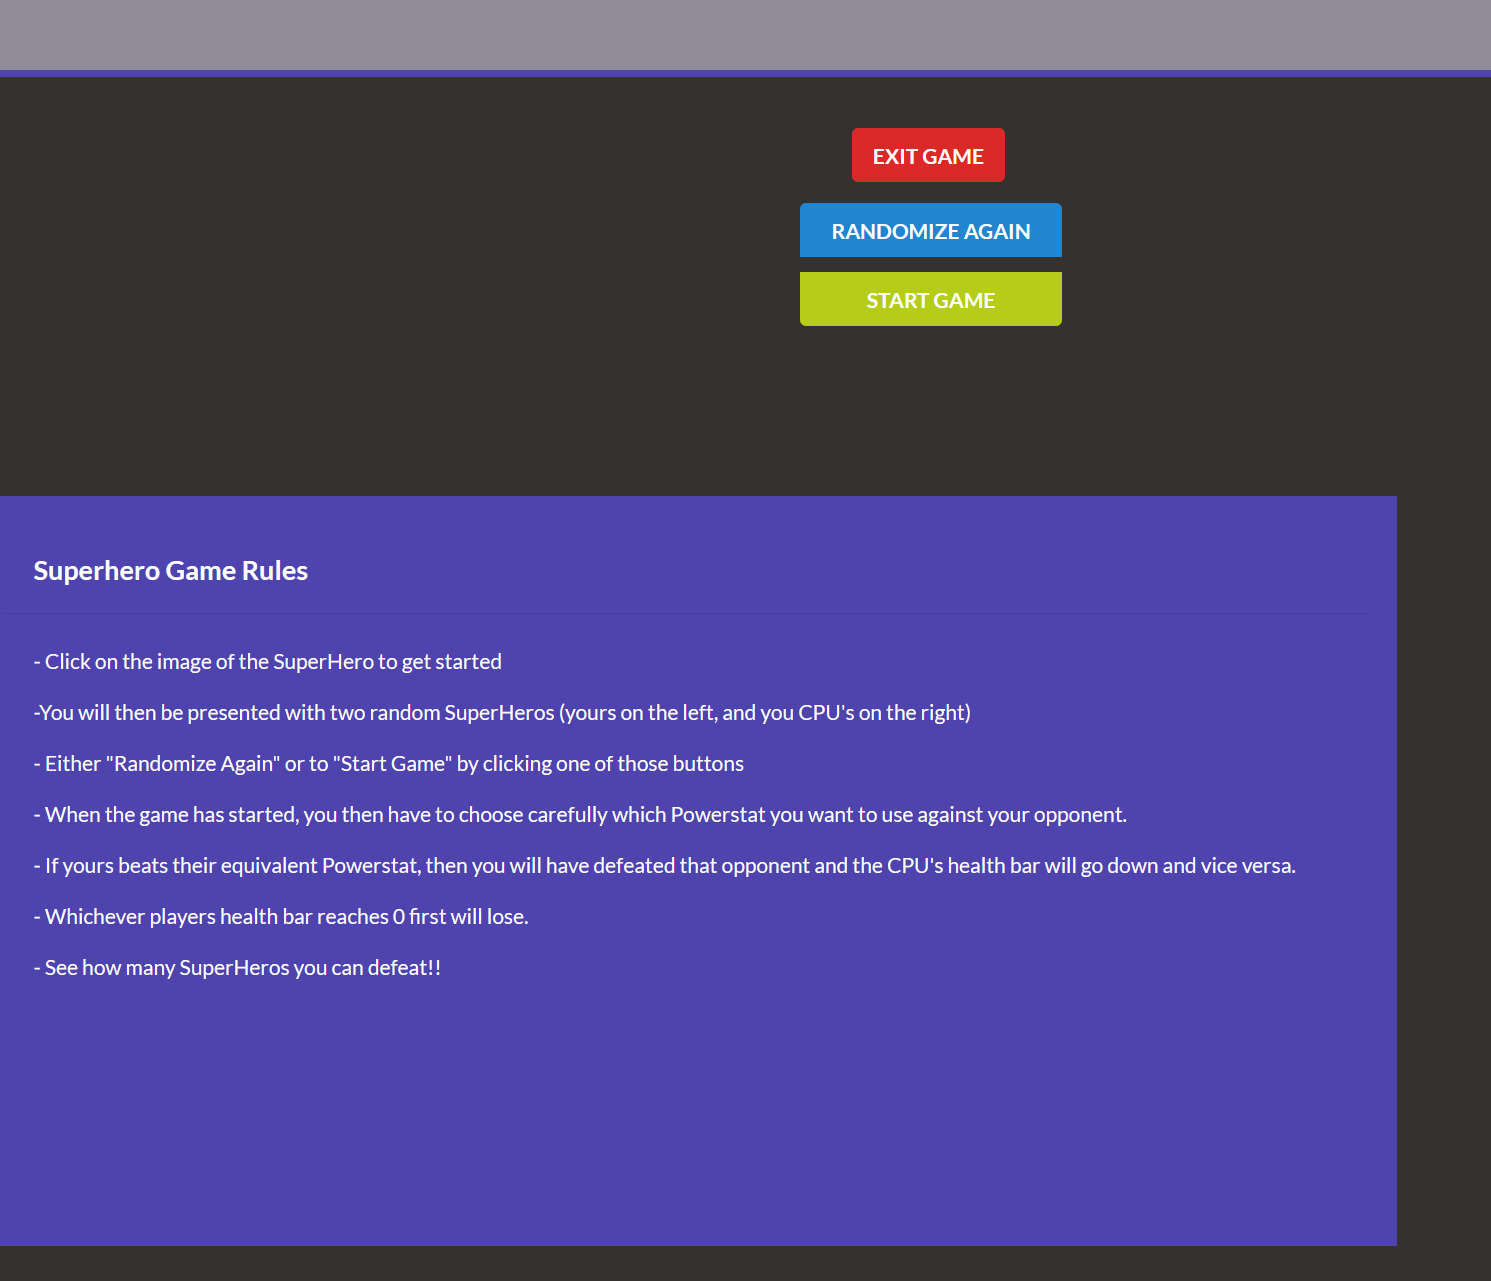 EXIT GAME
RANDOMIZE AGAIN
START GAME
Superhero Game Rules
- Click on the image of the SuperHero to get started
-You will then be presented with two random SuperHeros (yours on the left, and you CPU's on the right)
- Either "Randomize Again" or to "Start Game" by clicking one of those buttons
- When the game has started, you then have to choose carefully which Powerstat you want to use against your opponent.
- If yours beats their equivalent Powerstat, then you will have defeated that opponent and the CPU's health bar will go down and vice versa.
- Whichever players health bar reaches 0 first will lose.
- See how many SuperHeros you can defeat!!